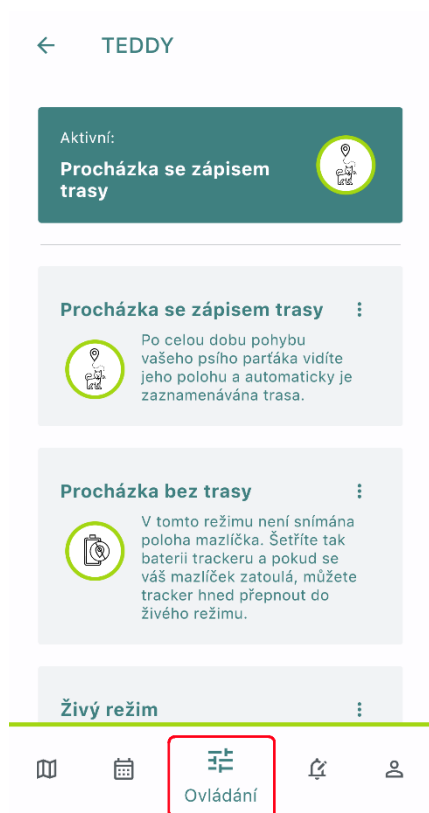 TEDDY
Aktivní:
Procházka se zápisem
trasy
Procházka se zápisem trasy
Po celou dobu pohybu
vašeho psího parťáka vidíte
jeho polohu a automaticky je
zaznamenávána trasa.
Procházka bez trasy
V tomto režimu není snímána
poloha mazlíčka. Šetříte tak
baterii trackeru a pokud se
váš mazlíček zatoulá, můžete
tracker hned přepnout do
živého režimu.
Živý režim
Ovládání